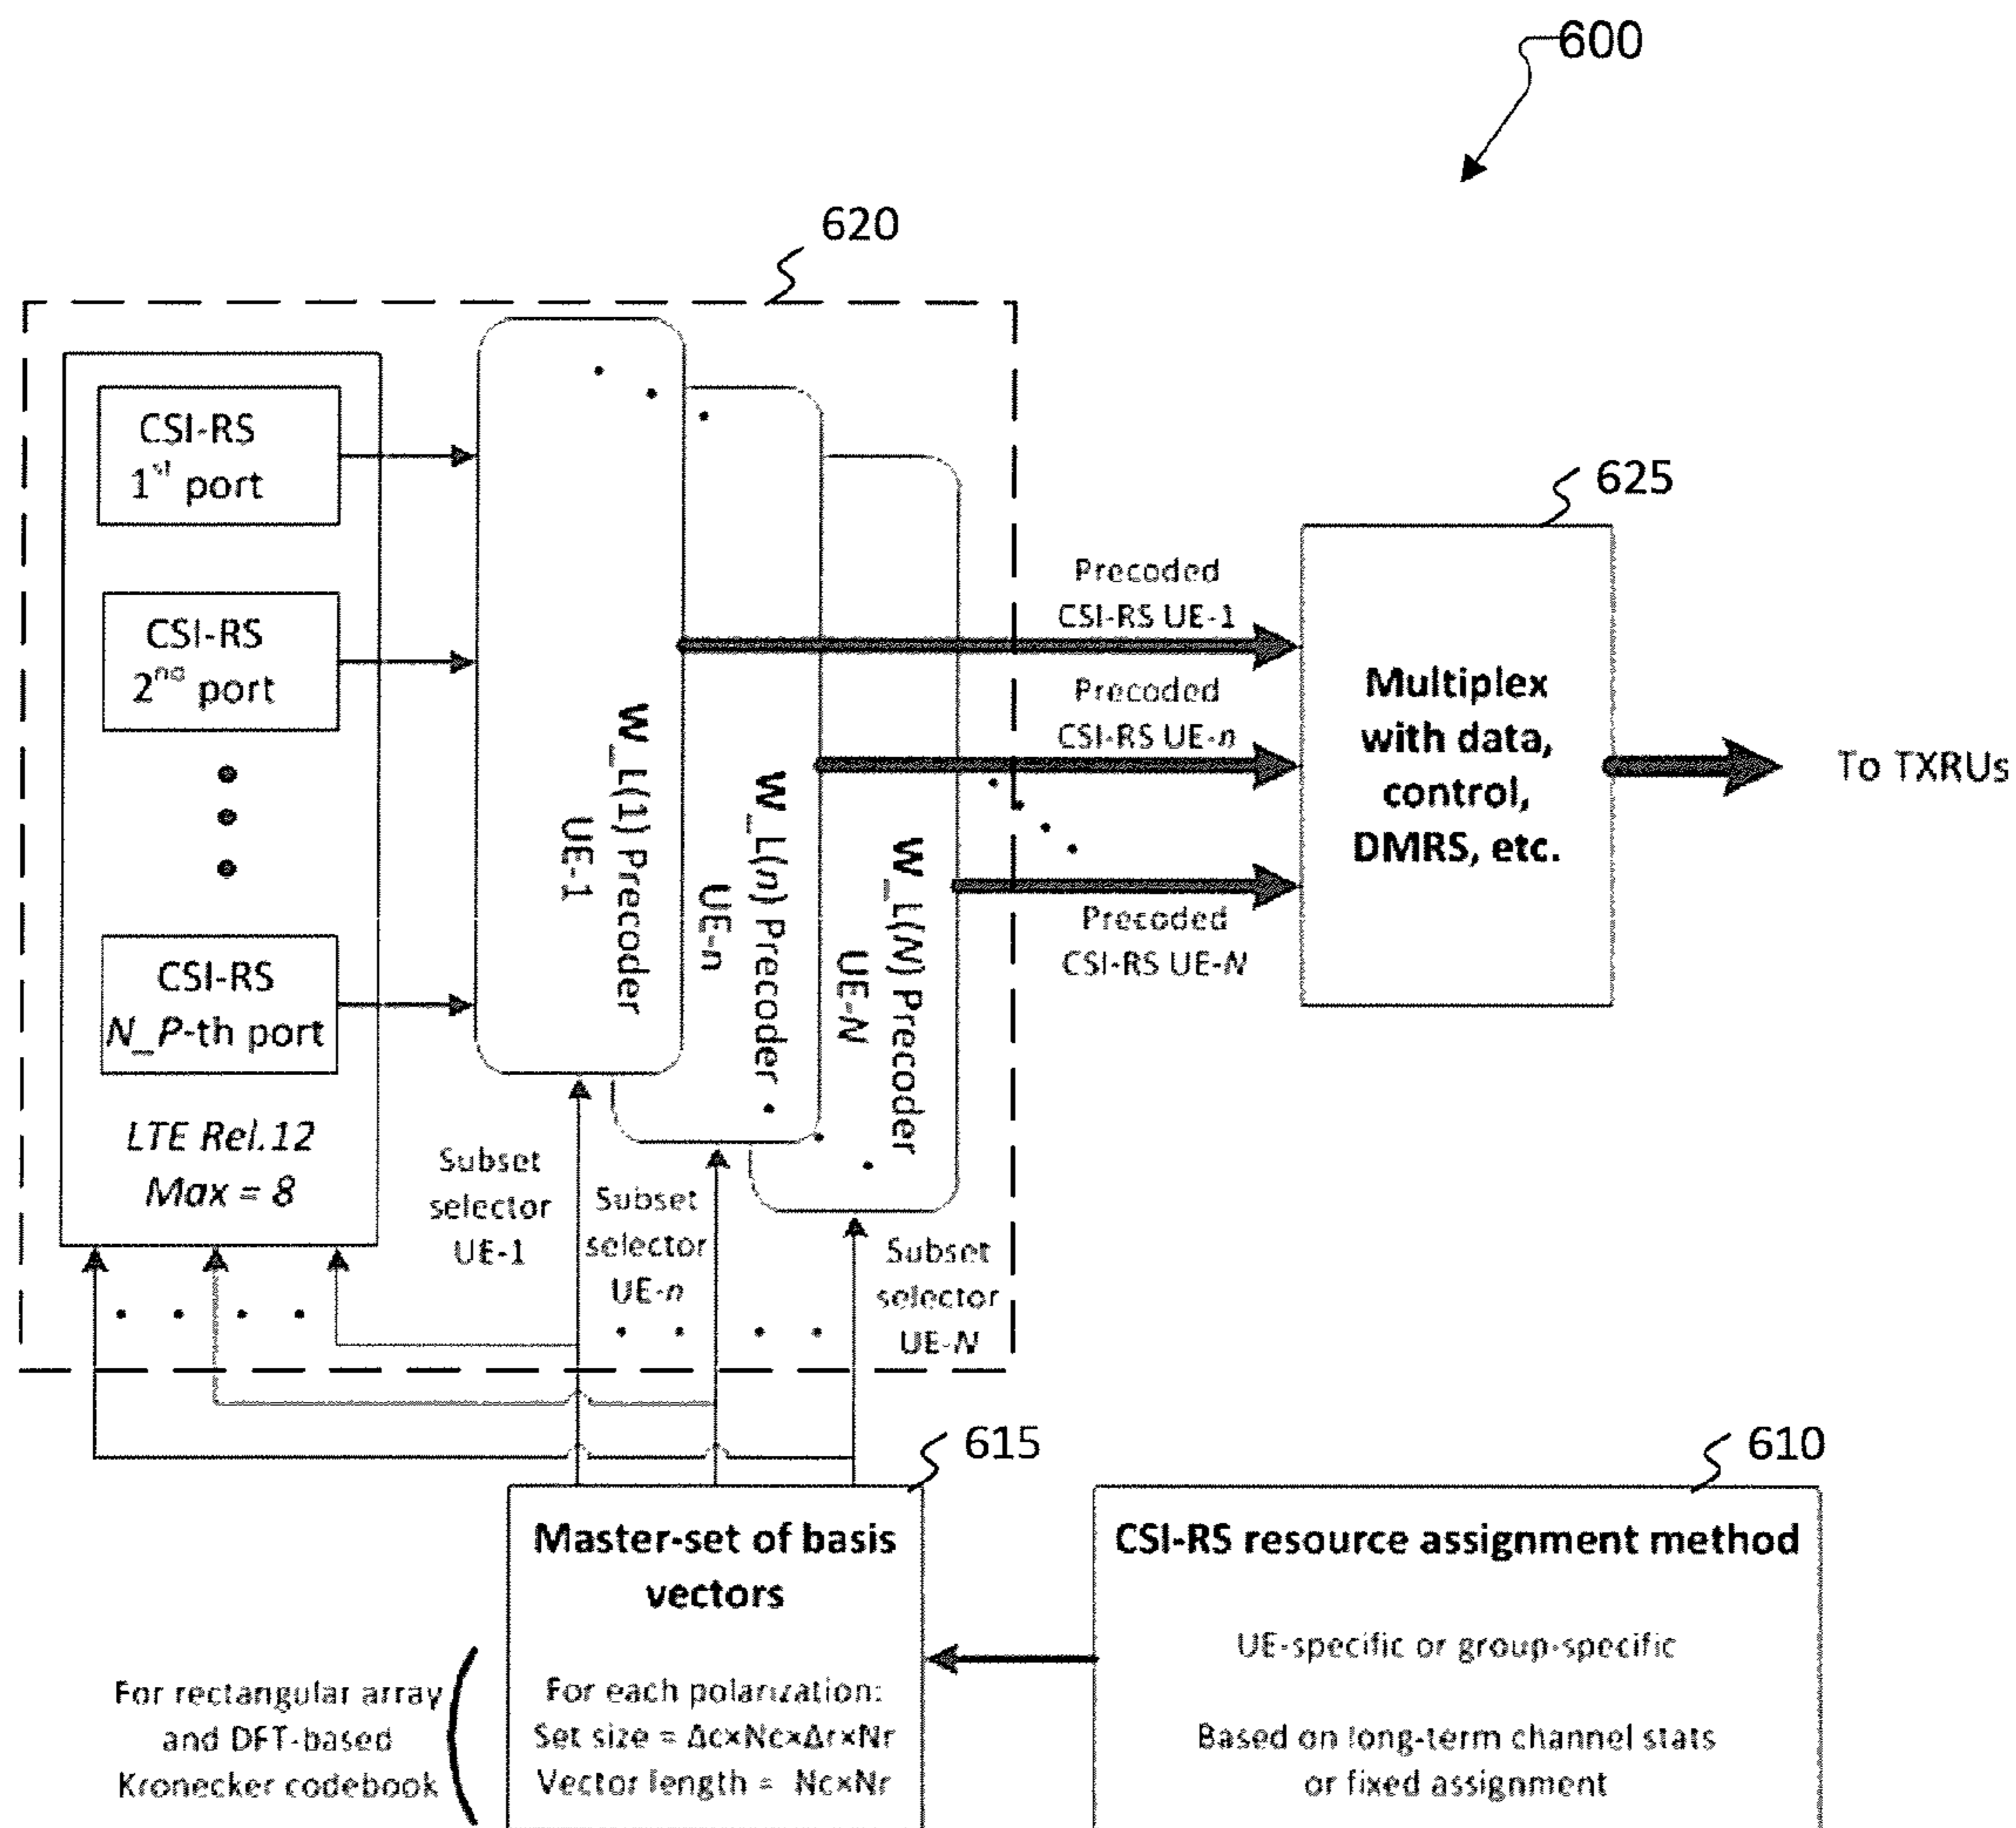 600
620
CSI-RS
1st port
CSI-RS
2nd port
CSI-RS
N_P-th port
LTE Rel.12
Max = 8
W_L(1) Precoder
UE-1
W_L(n) Precoder
UE-n
W_L(N) Precoder
UE-N
Precoded
CSI-RS UE-1
Precoded
CSI-RS UE-n
Precoded
CSI-RS UE-N
625
Multiplex
with data,
control,
DMRS, etc.
To TXRUs
Subset
selector
UE-1
Subset
selector
UE-n
Subset
selector
UE-N
615
Master-set of basis
vectors
For each polarization:
Set size = Δc×Nc×Δr×Nr
Vector length = Nc×Nr
For rectangular array
and DFT-based
Kronecker codebook
610
CSI-RS resource assignment method
UE-specific or group-specific
Based on long-term channel stats
or fixed assignment